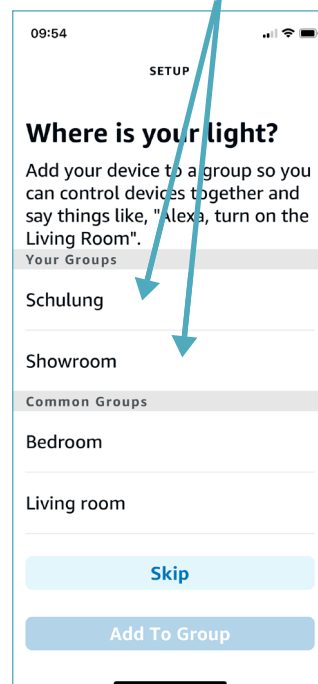 09:54
SETUP
Where is your light?
Add your device to a group so you
can control devices together and
say things like, "Alexa, turn on the
Living Room".
Your Groups
Schulung
Showroom
Common Groups
Bedroom
Living room
Skip
Add To Group